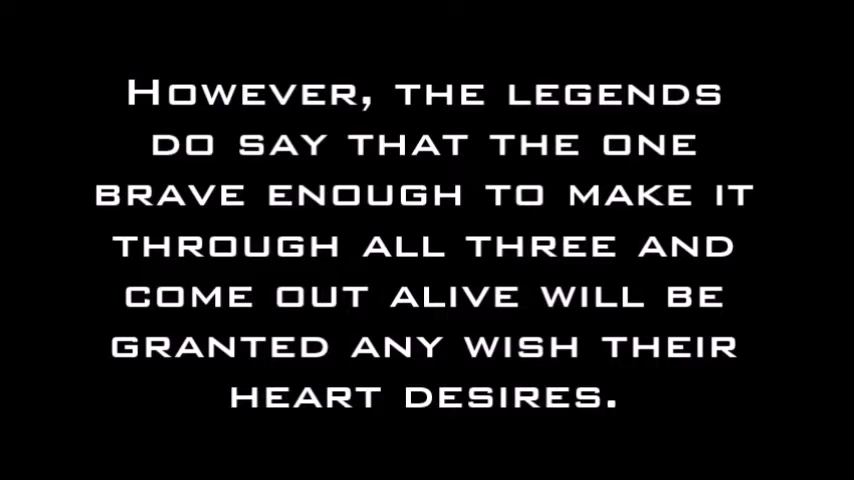 However, the legends
do say that the one
brave enough to make it
through all three and
come out alive will be
granted any wish their
heart desires.